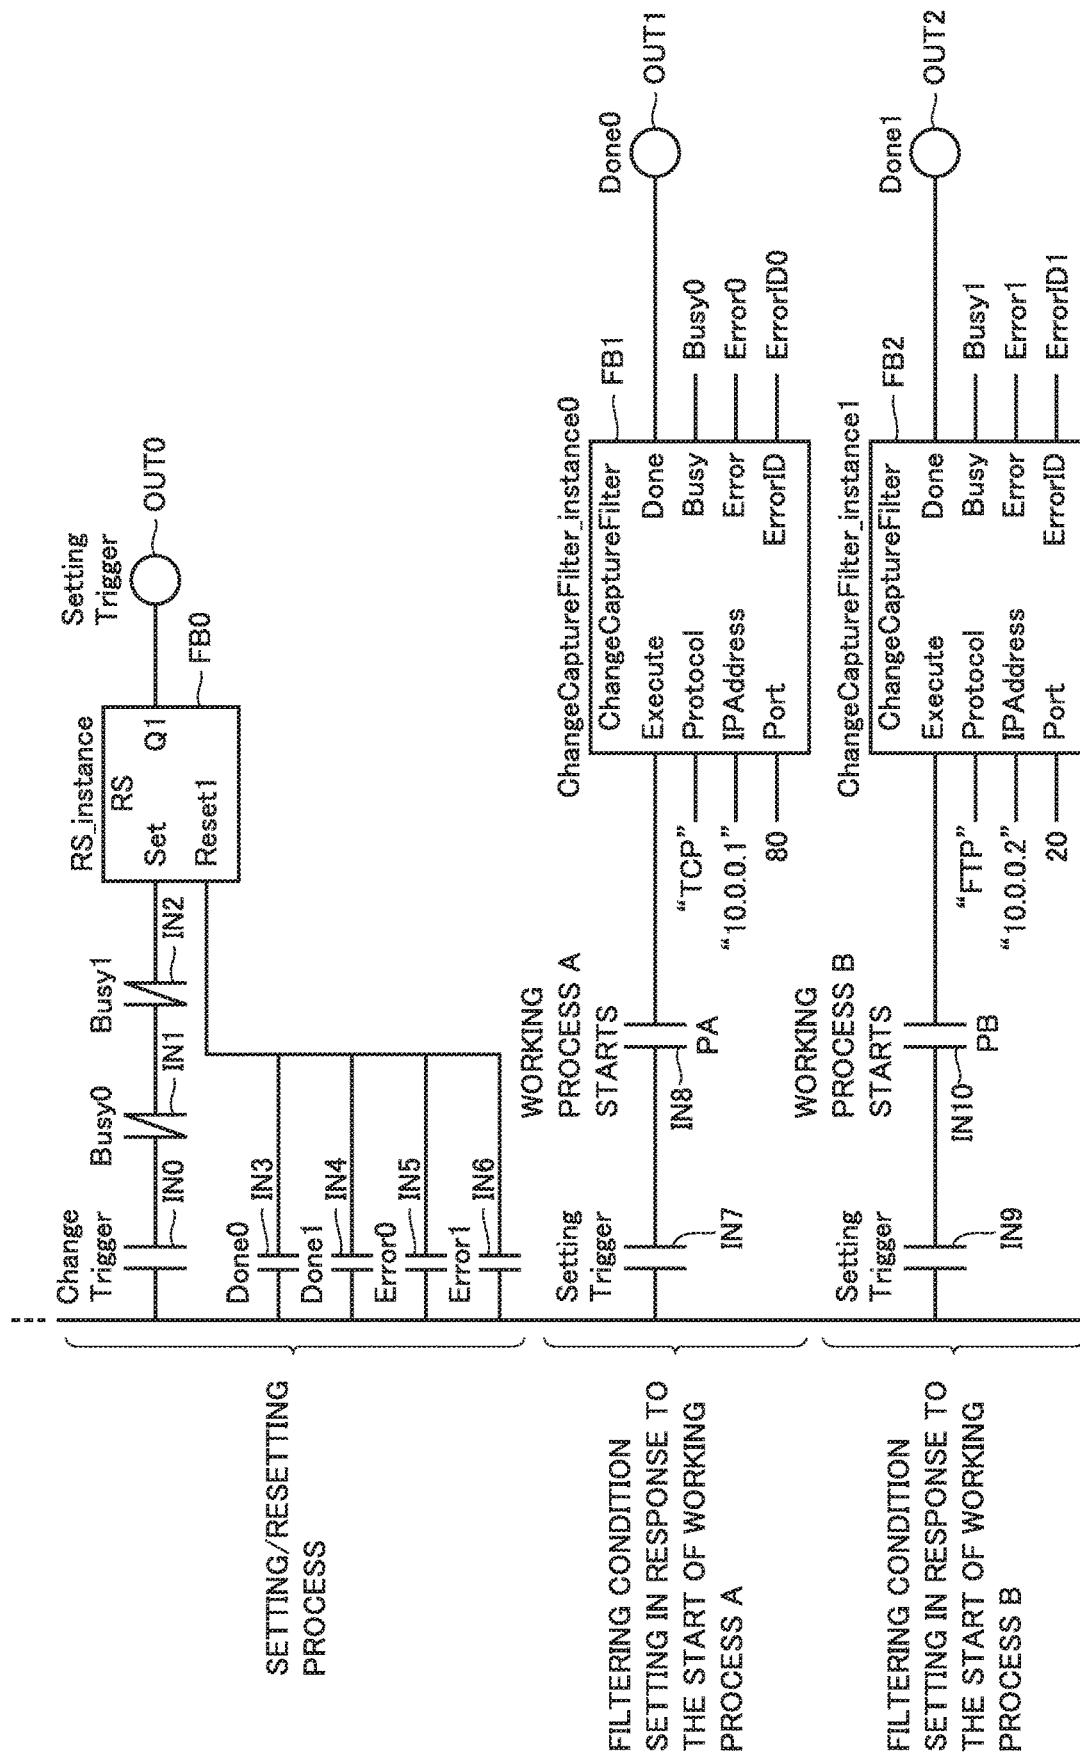 SETTING/RESETTING
PROCESS
Change
Trigger
IN0
Busy0
IN1
Busy1
IN2
RS_instance
RS
Set
Q1
Reset1
FB0
Setting
Trigger
OUT0
Done0
IN3
Done1
IN4
Error0
IN5
Error1
IN6
FILTERING CONDITION
SETTING IN RESPONSE TO
THE START OF WORKING
PROCESS A
Setting
Trigger
IN7
WORKING
PROCESS A
STARTS
IN8
PA
"TCP"
"10.0.0.1"
80
ChangeCaptureFilter_instance0
ChangeCaptureFilter
FB1
Execute
Done
Protocol
Busy
IPAddress
Error
Port
ErrorID
Busy0
Error0
ErrorID0
Done0
OUT1
FILTERING CONDITION
SETTING IN RESPONSE TO
THE START OF WORKING
PROCESS B
Setting
Trigger
IN9
WORKING
PROCESS B
STARTS
IN10
PB
"FTP"
"10.0.0.2"
20
ChangeCaptureFilter_instance1
ChangeCaptureFilter
FB2
Execute
Done
Protocol
Busy
IPAddress
Error
Port
ErrorID
Busy1
Error1
ErrorID1
Done1
OUT2